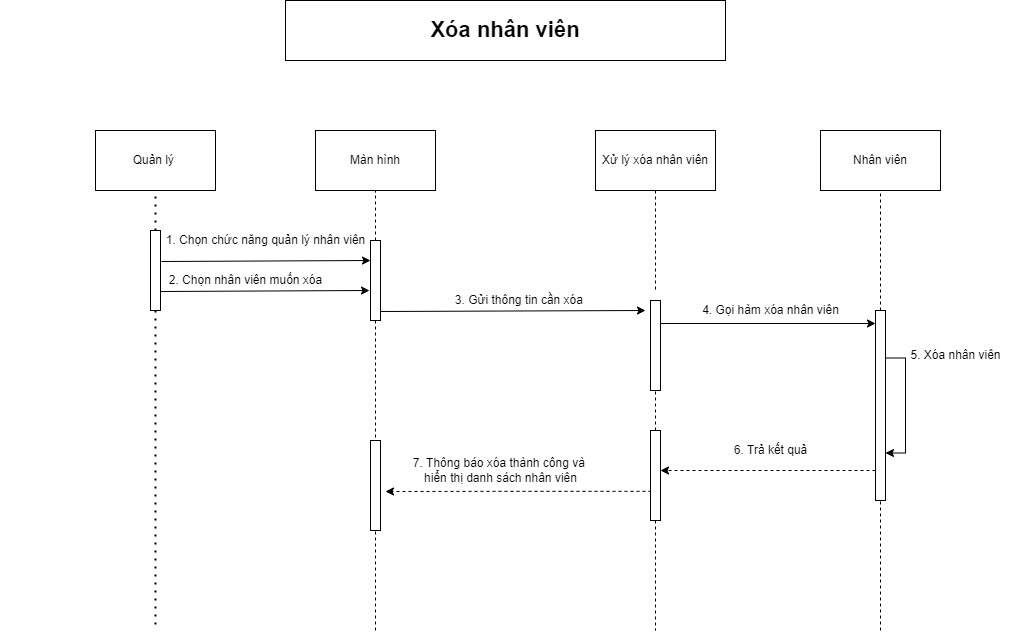 Xóa nhân viên
Quản lý
Màn hình
Xử lý xóa nhân viên
Nhân viên
1. Chọn chức năng quản lý nhân viên
2. Chọn nhân viên muốn xóa
3. Gửi thông tin cần xóa
4. Gọi hàm xóa nhân viên
5. Xóa nhân viên
6. Trả kết quả
7. Thông báo xóa thành công và
hiển thị danh sách nhân viên